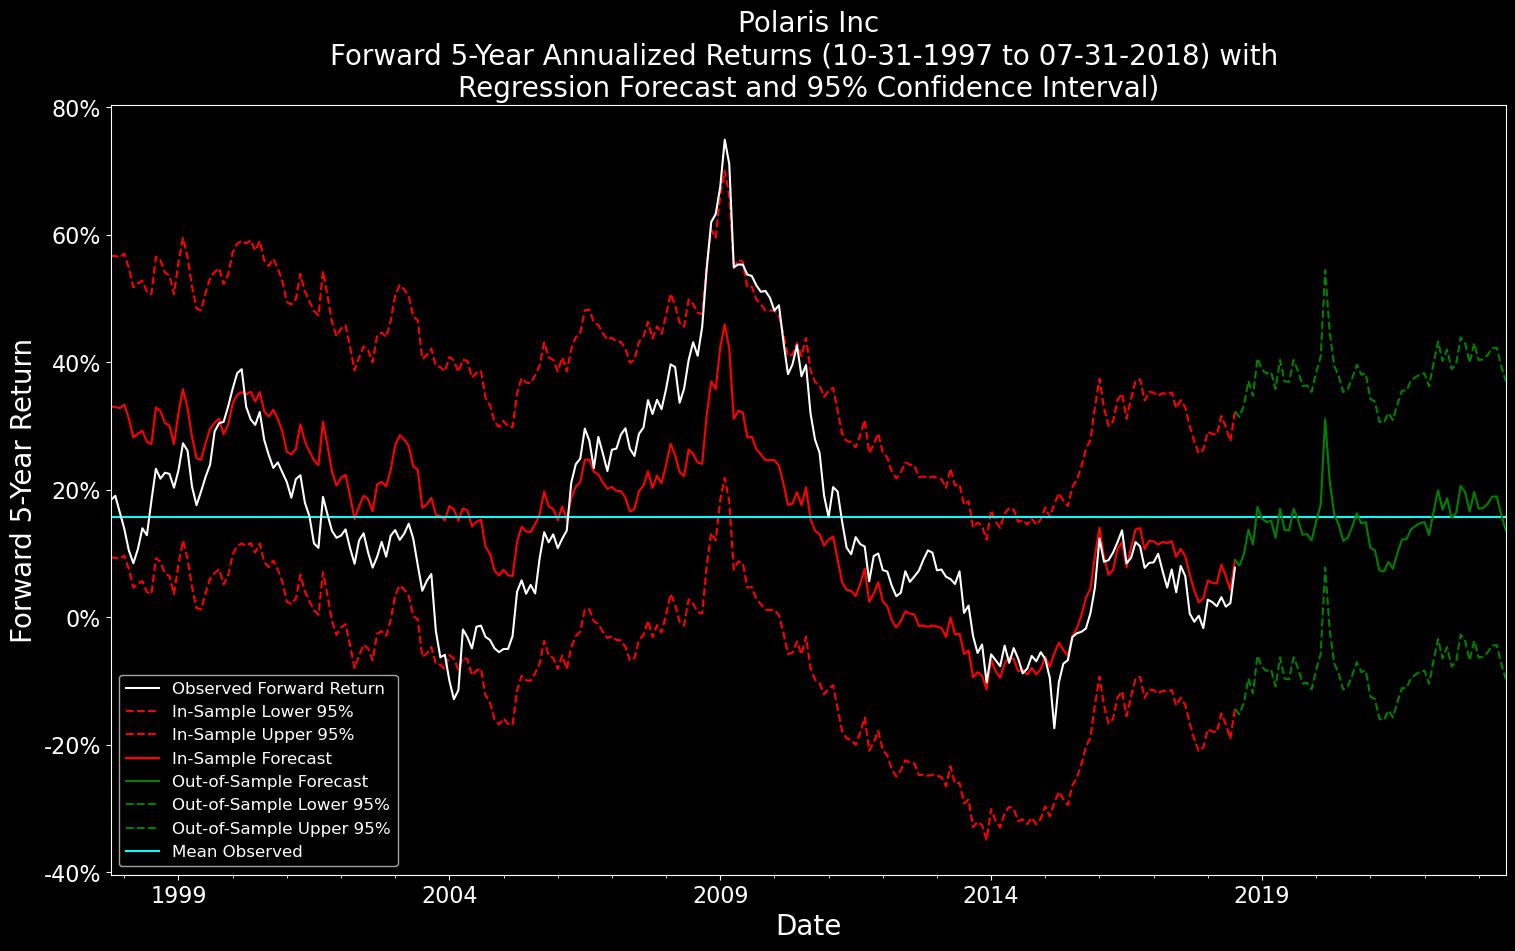 Polaris Inc
Forward 5-Year Annualized Returns (10-31-1997 to 07-31-2018) with
Regression Forecast and 95% Confidence Interval)
80%
60%
40%
20%
0%
-20%
-40%
Forward 5-Year Return
Observed Forward Return
In-Sample Lower 95%
In-Sample Upper 95%
In-Sample Forecast
Out-of-Sample Forecast
Out-of-Sample Lower 95%
Out-of-Sample Upper 95%
Mean Observed
1999 2004 2009 2014 2019
Date